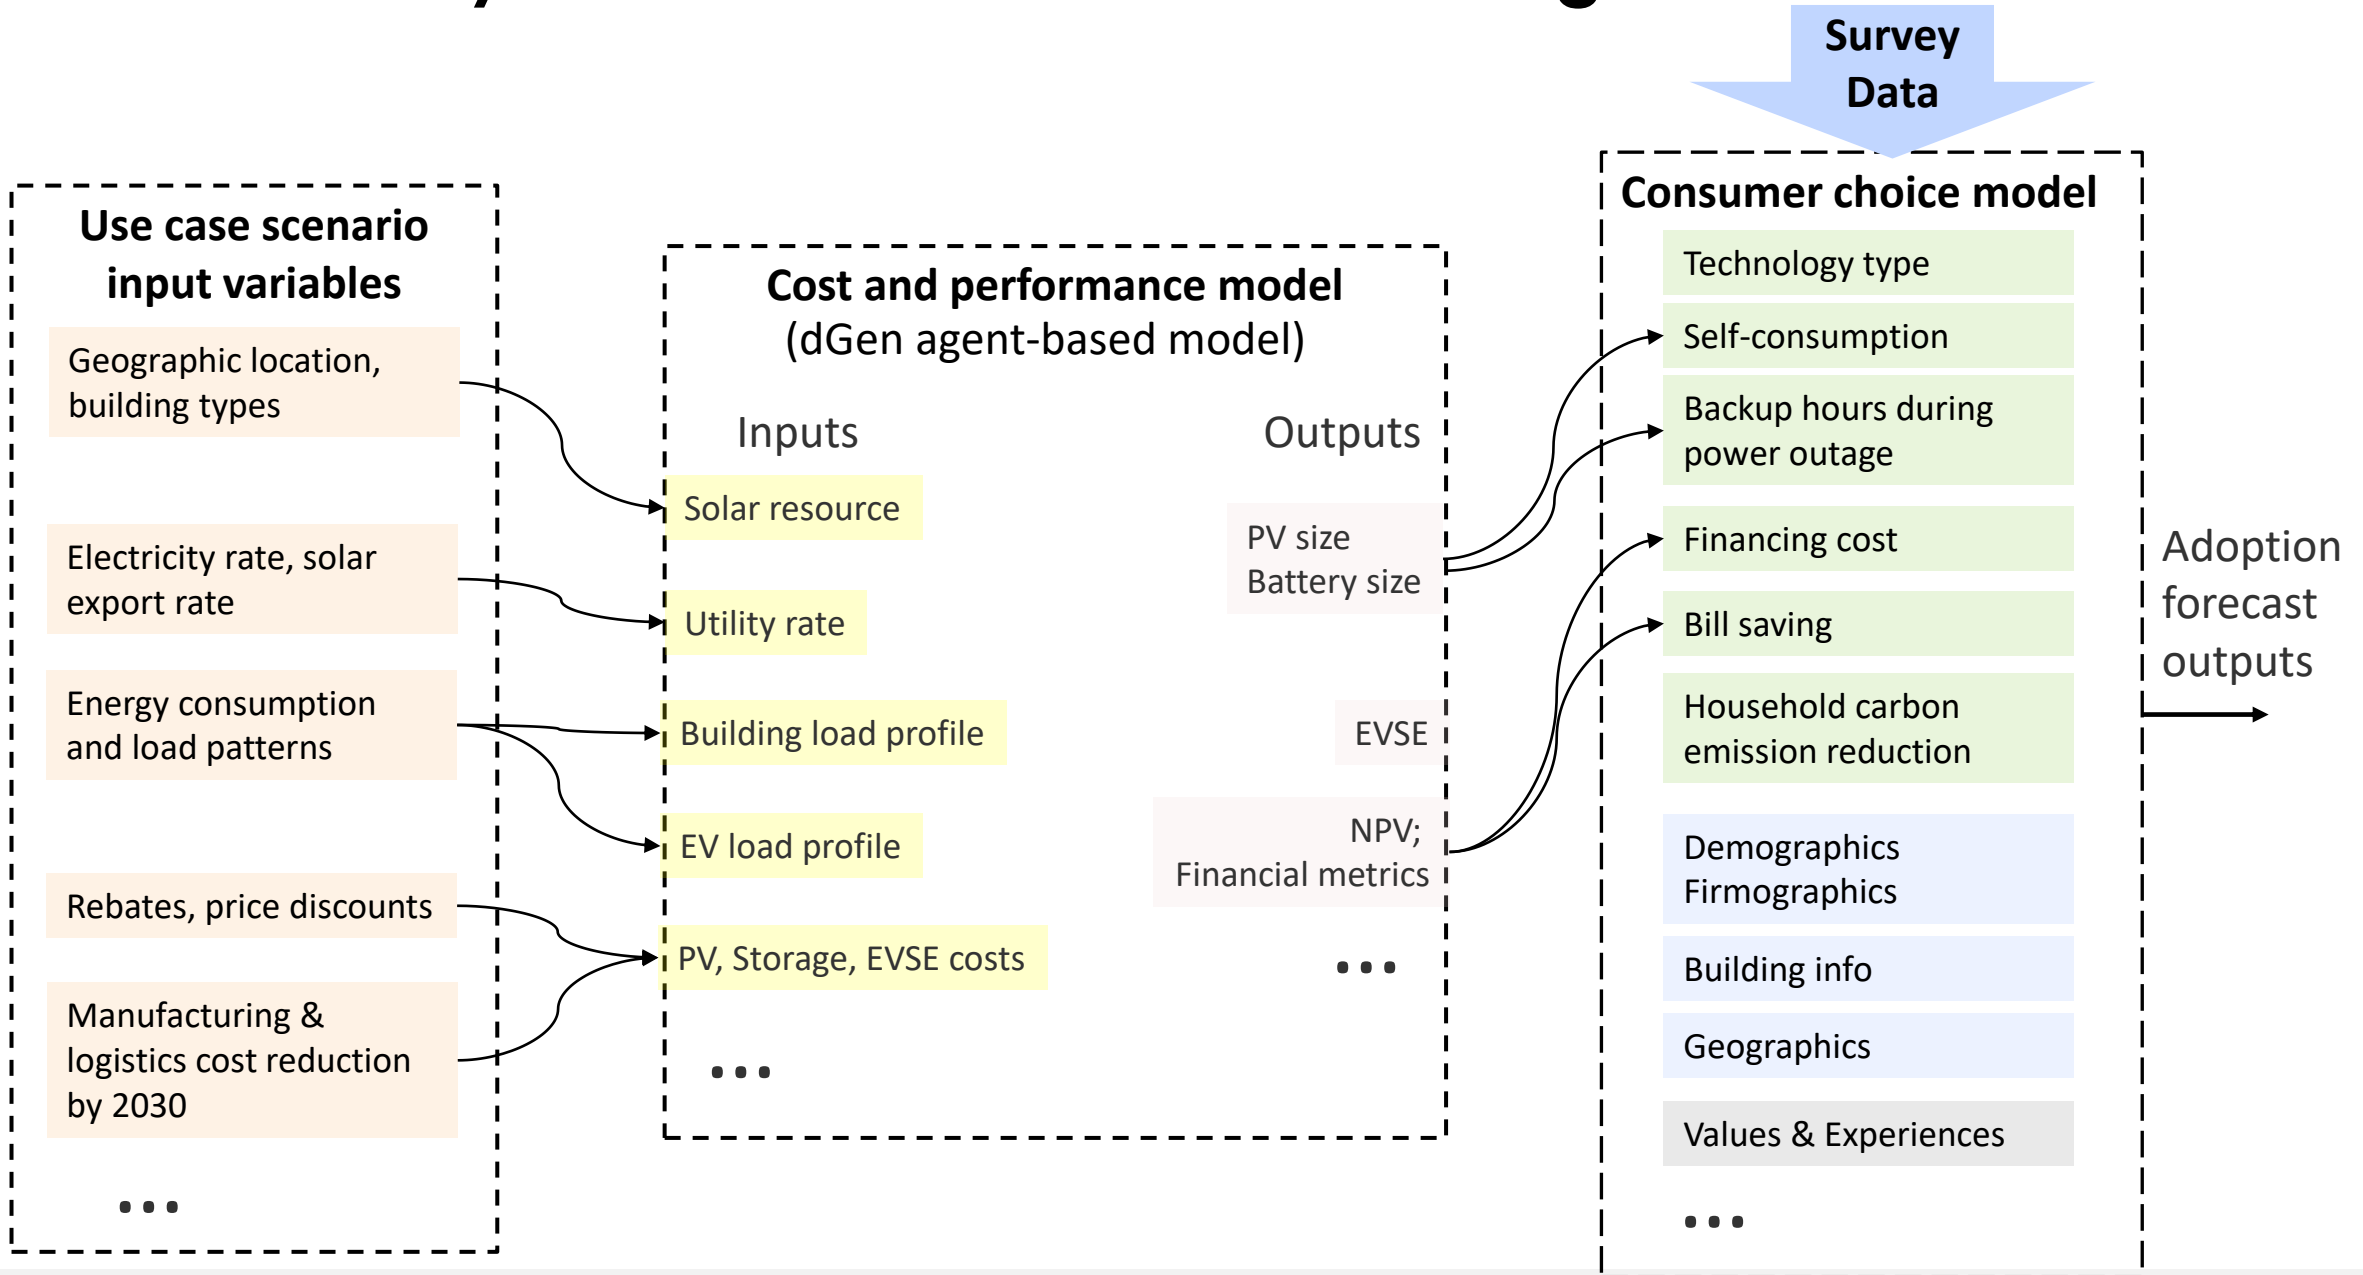 Survey
Data
Use case scenario
input variables
Geographic location,
building types
Electricity rate, solar
export rate
Energy consumption
and load patterns
Rebates, price discounts
Manufacturing &
logistics cost reduction
by 2030
...
Cost and performance model
(dGen agent-based model)
Inputs
Solar resource
Utility rate
Building load profile
EV load profile
PV, Storage, EVSE costs
...
Outputs
PV size
Battery size
EVSE
NPV;
Financial metrics
...
Consumer choice model
Technology type
Self-consumption
Backup hours during
power outage
Financing cost
Bill saving
Household carbon
emission reduction
Demographics
Firmographics
Building info
Geographics
Values & Experiences
...
Adoption
forecast
outputs